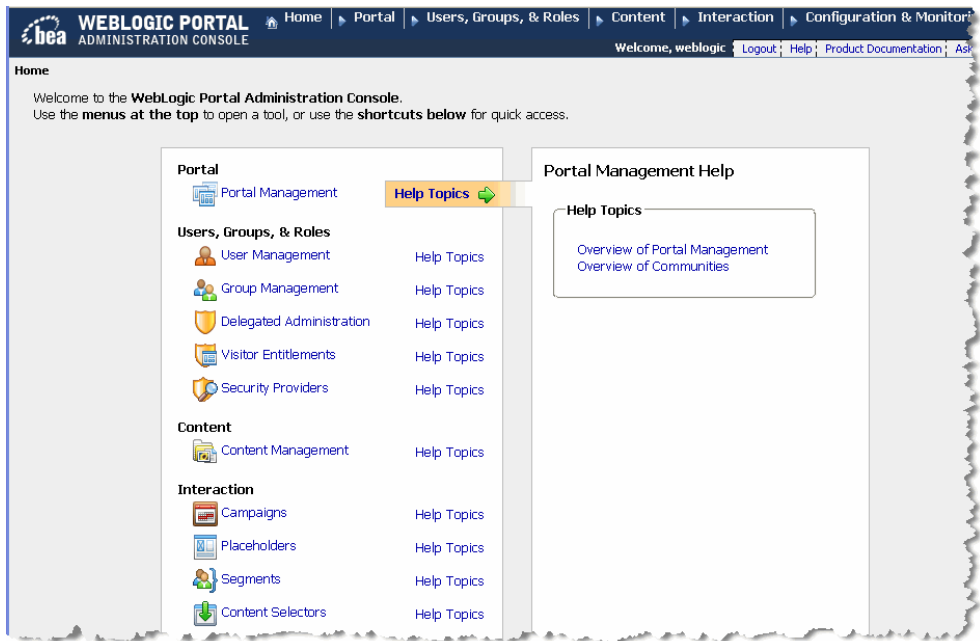 bea WEBLOGIC PORTAL
ADMINISTRATION CONSOLE
Home Portal Users, Groups, & Roles Content Interaction Configuration & Monitori
Welcome, weblogic Logout Help Product Documentation As
Home
Welcome to the WebLogic Portal Administration Console.
Use the menus at the top to open a tool, or use the shortcuts below for quick access.
Portal
Portal Management Help Topics
Users, Groups, & Roles
User Management Help Topics
Group Management Help Topics
Delegated Administration Help Topics
Visitor Entitlements Help Topics
Security Providers Help Topics
Content
Content Management Help Topics
Interaction
Campaigns Help Topics
Placeholders Help Topics
Segments Help Topics
Content Selectors Help Topics
Portal Management Help
Help Topics
Overview of Portal Management
Overview of Communities